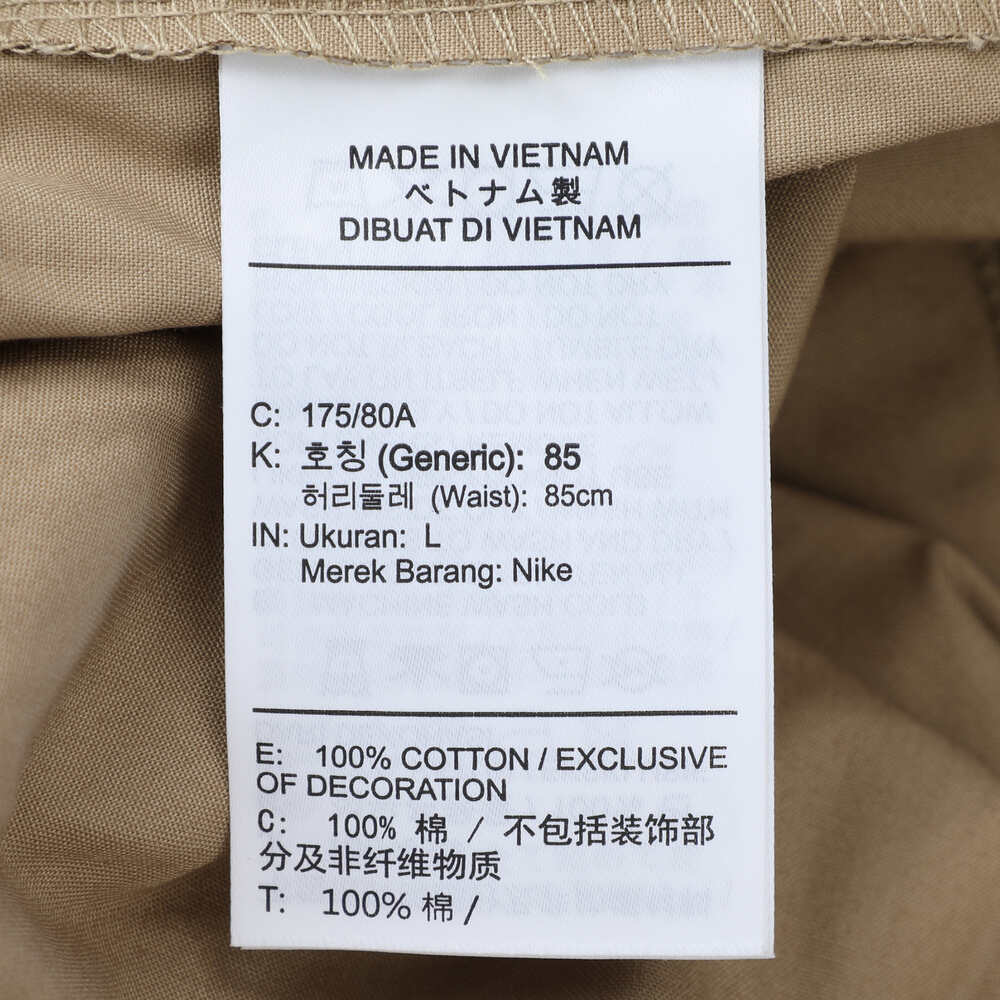 MADE IN VIETNAM
ベトナム製
DIBUAT DI VIETNAM
C: 175/80A
K: 호칭 (Generic): 85
허리둘레 (Waist): 85cm
IN: Ukuran: L
Merek Barang: Nike
E: 100% COTTON / EXCLUSIVE
OF DECORATION
C: 100% 棉 / 不包括装饰部
分及非纤维物质
T: 100% 棉 /